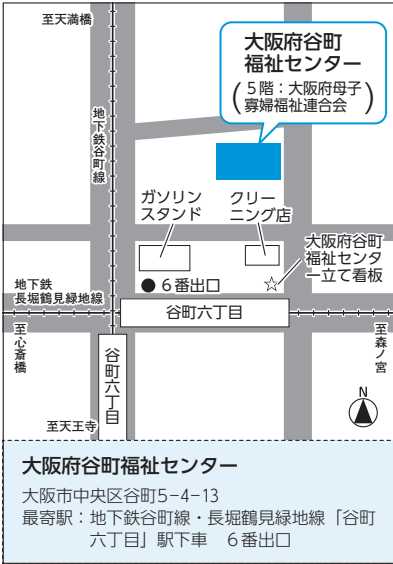 至天満橋
大阪府谷町
福祉センター
(5階:大阪府母子
寡婦福祉連合会)
地下鉄谷町線
ガソリン
スタンド
クリー
ニング店
大阪府谷町
福祉センタ
ー立て看板
● 6番出口
☆
地下鉄
長堀鶴見緑地線
谷町六丁目
至心斎橋
至森ノ宮
谷町六丁目
N
至天王寺
大阪府谷町福祉センター
大阪市中央区谷町5-4-13
最寄駅:地下鉄谷町線・長堀鶴見緑地線「谷町
六丁目」駅下車 6番出口